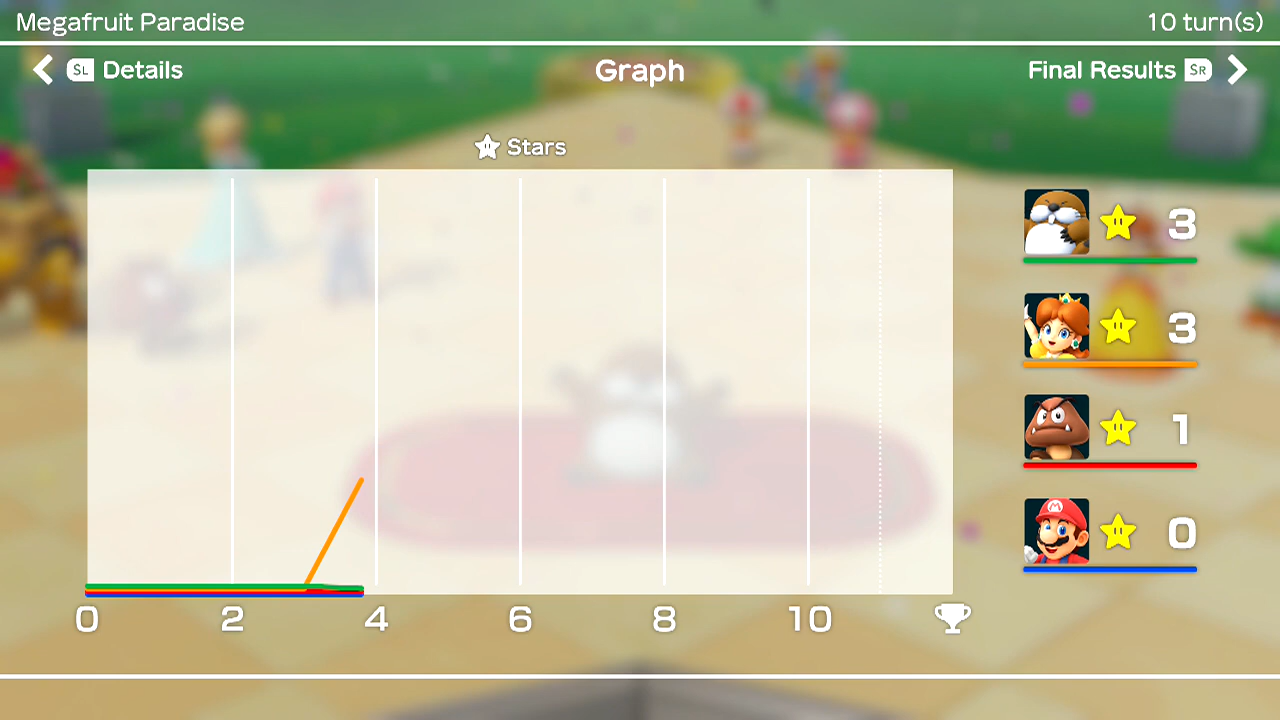 Megafruit Paradise
10 turn(s)
SL Details
Graph
Final Results SR
Stars
3
3
1
0
0 2 4 6 8 10